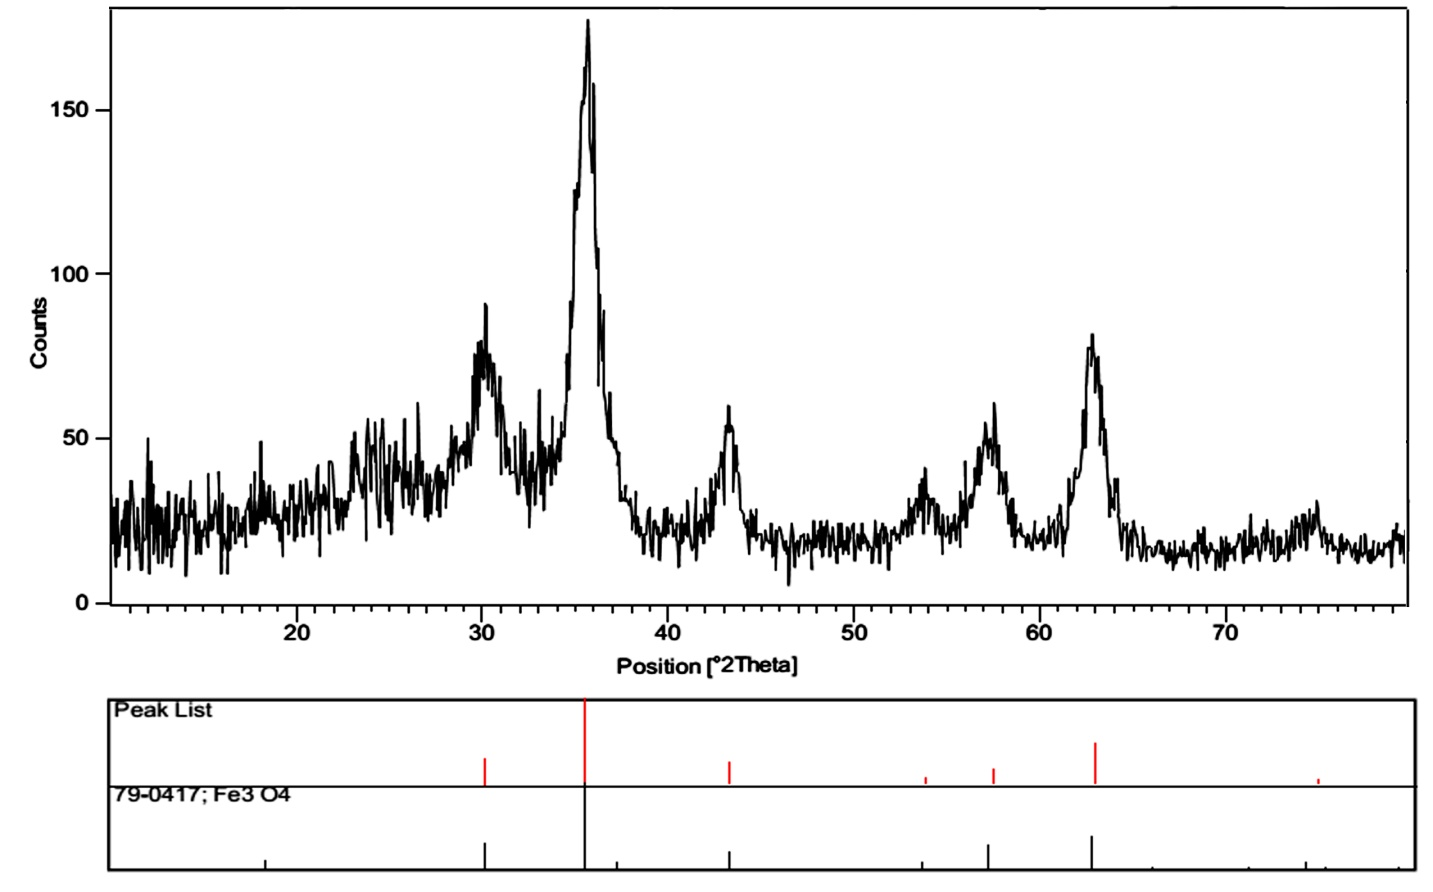 150
100
50
0
Counts
20 30 40 50 60 70
Position [°2Theta]
Peak List
79-0417; Fe3 O4